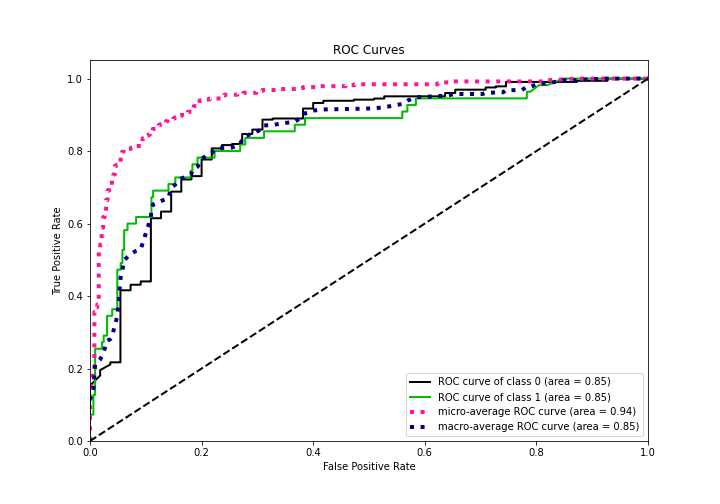 ROC Curves
True Positive Rate
1.0
0.8
0.6
0.4
0.2
0.0
0.0 0.2 0.4 0.6 0.8 1.0
False Positive Rate
ROC curve of class 0 (area = 0.85)
ROC curve of class 1 (area = 0.85)
micro-average ROC curve (area = 0.94)
macro-average ROC curve (area = 0.85)